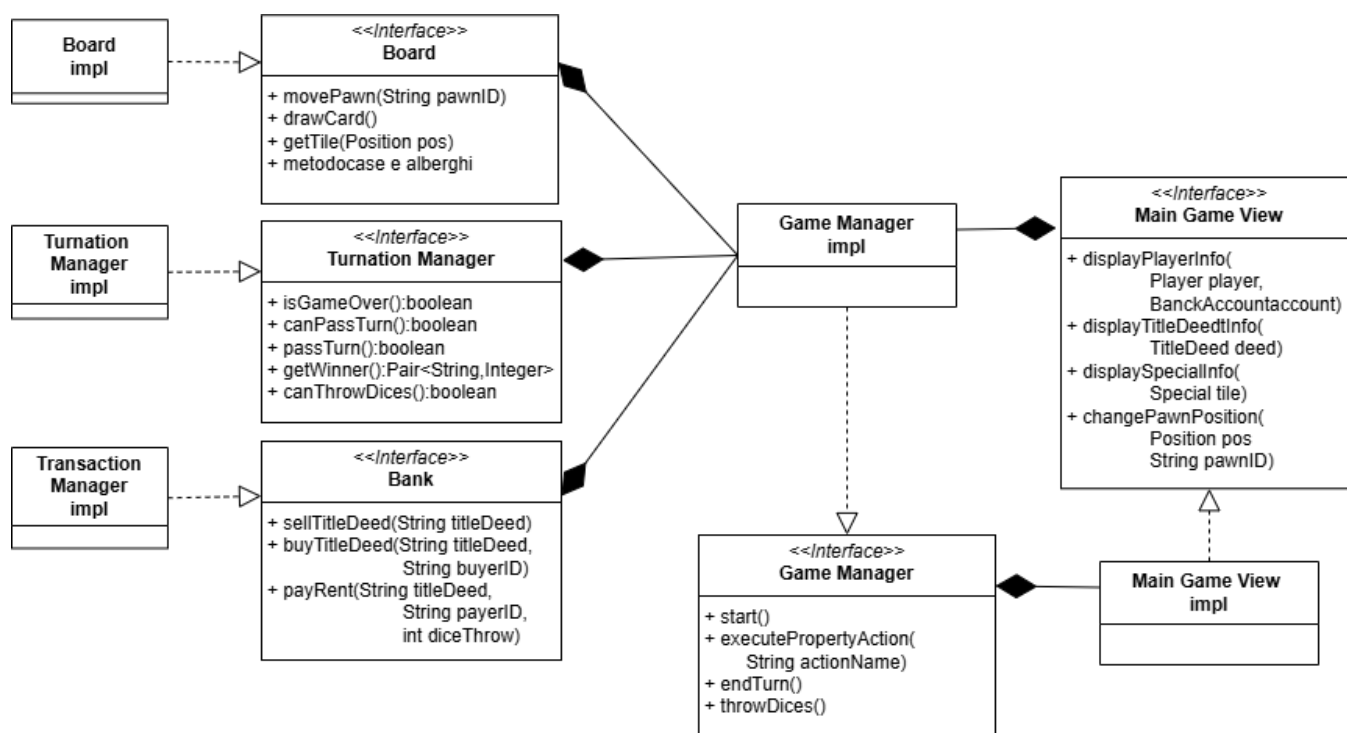 Board
impl
<<Interface>>
Board
+ movePawn(String pawnID)
+ drawCard()
+ getTile(Position pos)
+ metodocase e alberghi
Turnation
Manager
impl
<<Interface>>
Turnation Manager
+ isGameOver():boolean
+ canPassTurn():boolean
+ passTurn():boolean
+ getWinner():Pair<String,Integer>
+ canThrowDices():boolean
Transaction
Manager
impl
<<Interface>>
Bank
+ sellTitleDeed(String titleDeed)
+ buyTitleDeed(String titleDeed,
String buyerID)
+ payRent(String titleDeed,
String payerID,
int diceThrow)
Game Manager
impl
<<Interface>>
Main Game View
+ displayPlayerInfo(
Player player,
BanckAccountaccount)
+ displayTitleDeedtInfo(
TitleDeed deed)
+ displaySpecialInfo(
Special tile)
+ changePawnPosition(
Position pos
String pawnID)
<<Interface>>
Game Manager
+ start()
+ executePropertyAction(
String actionName)
+ endTurn()
+ throwDices()
Main Game View
impl